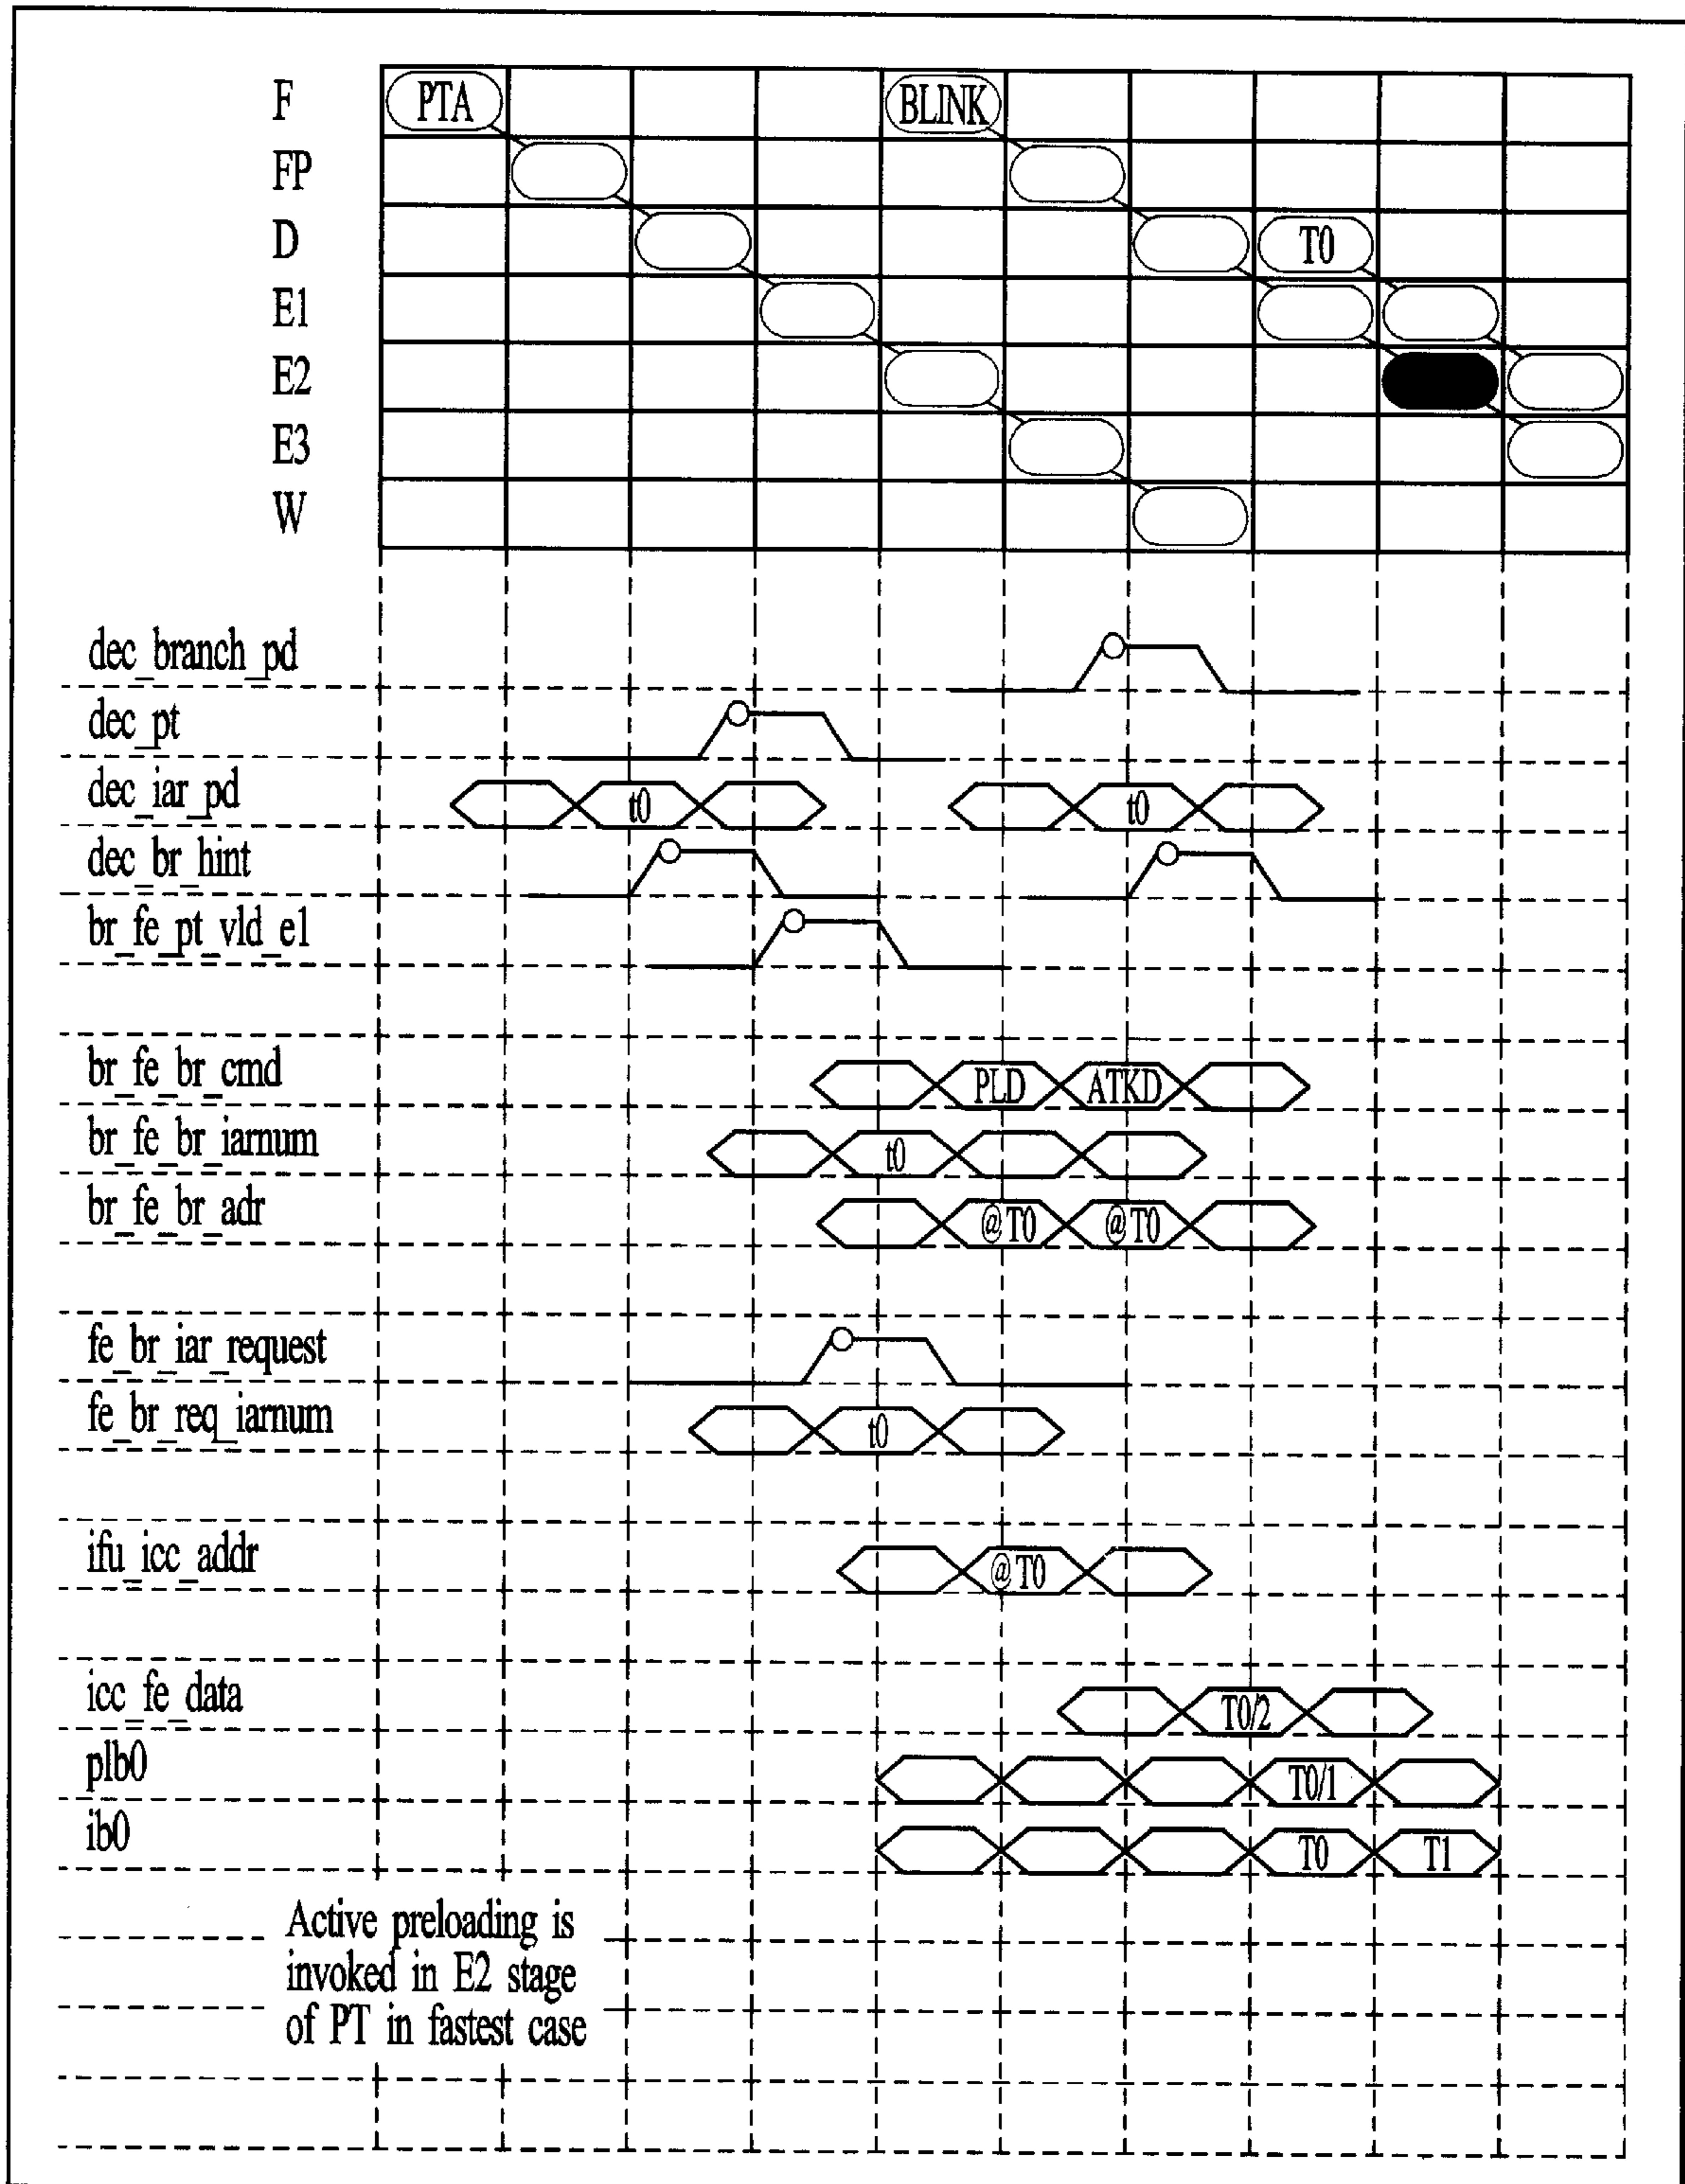 F PTA BLINK
FP
D T0
E1
E2
E3
W
dec_branch_pd
dec_pt
dec_iar_pd t0 t0
dec_br_hint
br_fe_pt_vld_e1
br_fe_br_cmd PLD ATKD
br_fe_br_iarnum t0
br_fe_br_adr @T0 @T0
fe_br_iar_request
fe_br_req_iarnum t0
ifu_icc_addr @T0
icc_fe_data T0/2
plb0 T0/1
ib0 T0 T1
Active preloading is
invoked in E2 stage
of PT in fastest case